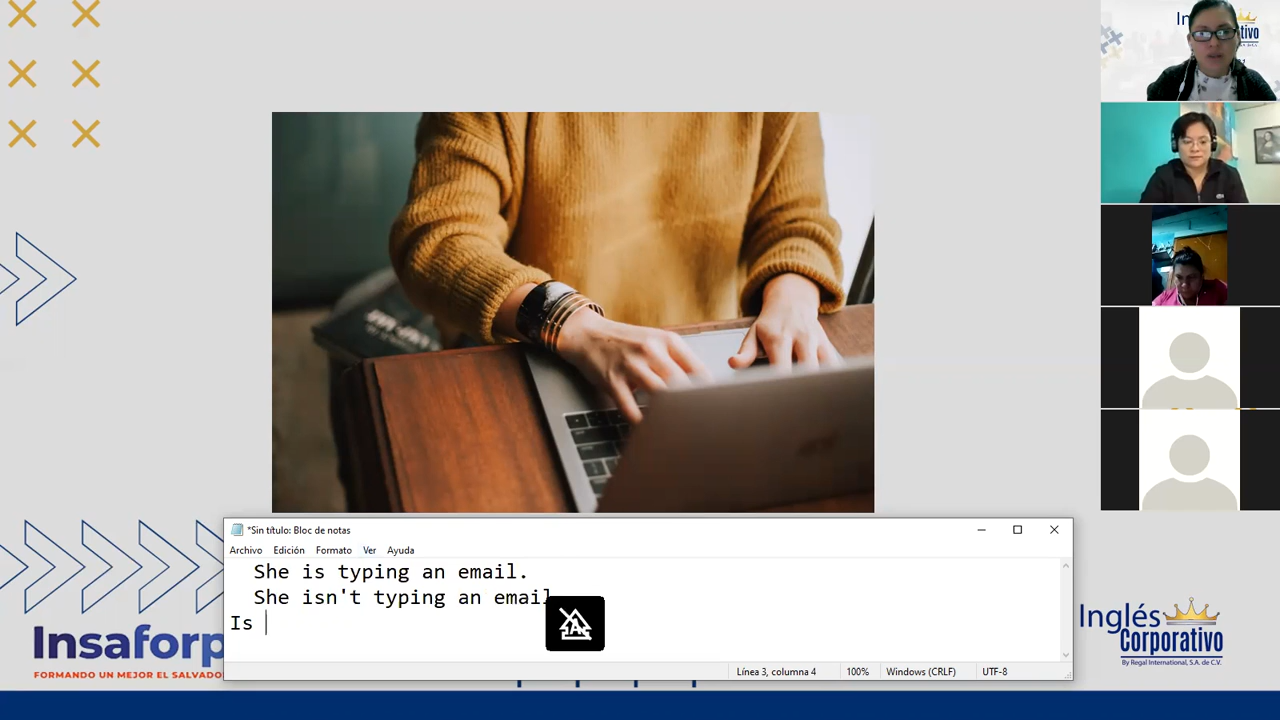 *Sin título: Bloc de notas
Archivo Edición Formato Ver Ayuda
She is typing an email.
She isn't typing an email
Is
Línea 3, columna 4 100% Windows (CRLF) UTF-8
Insaforp
FORMANDO UN MEJOR EL SALVADO
Inglés
Corporativo
By Regal International, S.A. de C.V.